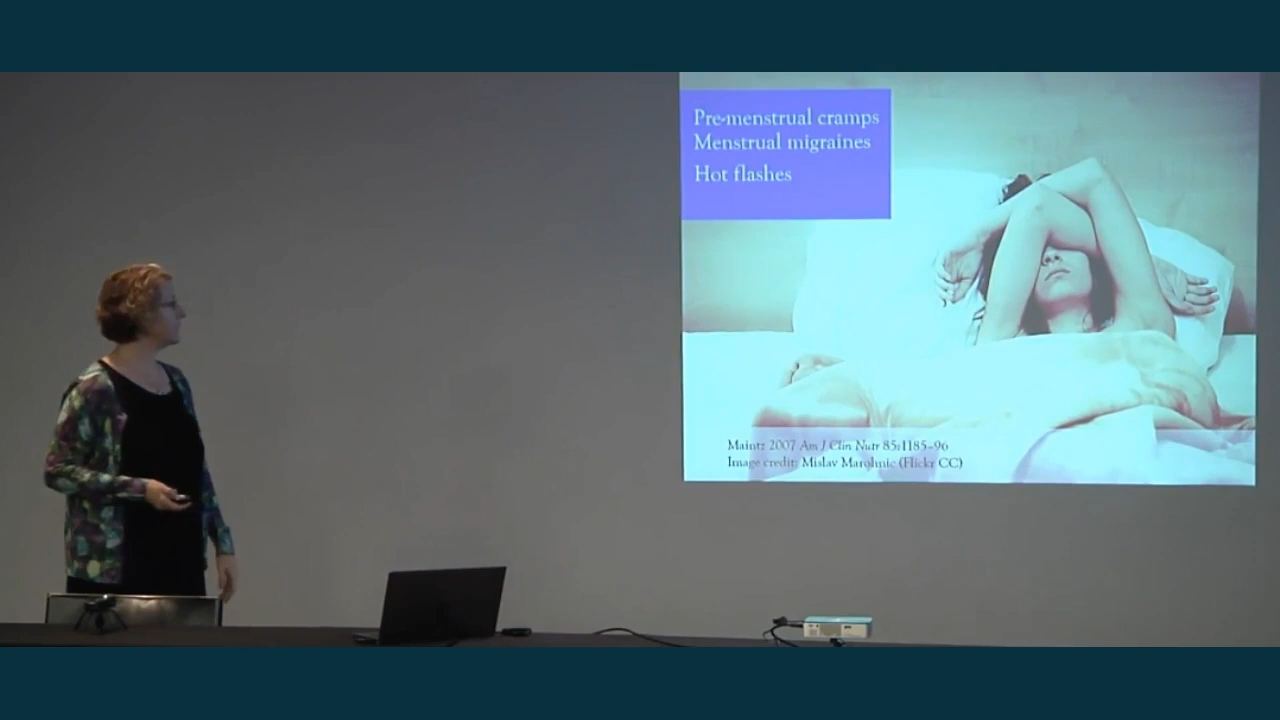 Pre-menstrual cramps
Menstrual migraines
Hot flashes
Maintz 2007 Am J Clin Nutr 85:1185-96
Image credit: Mislav Marohnic (Flickr CC)